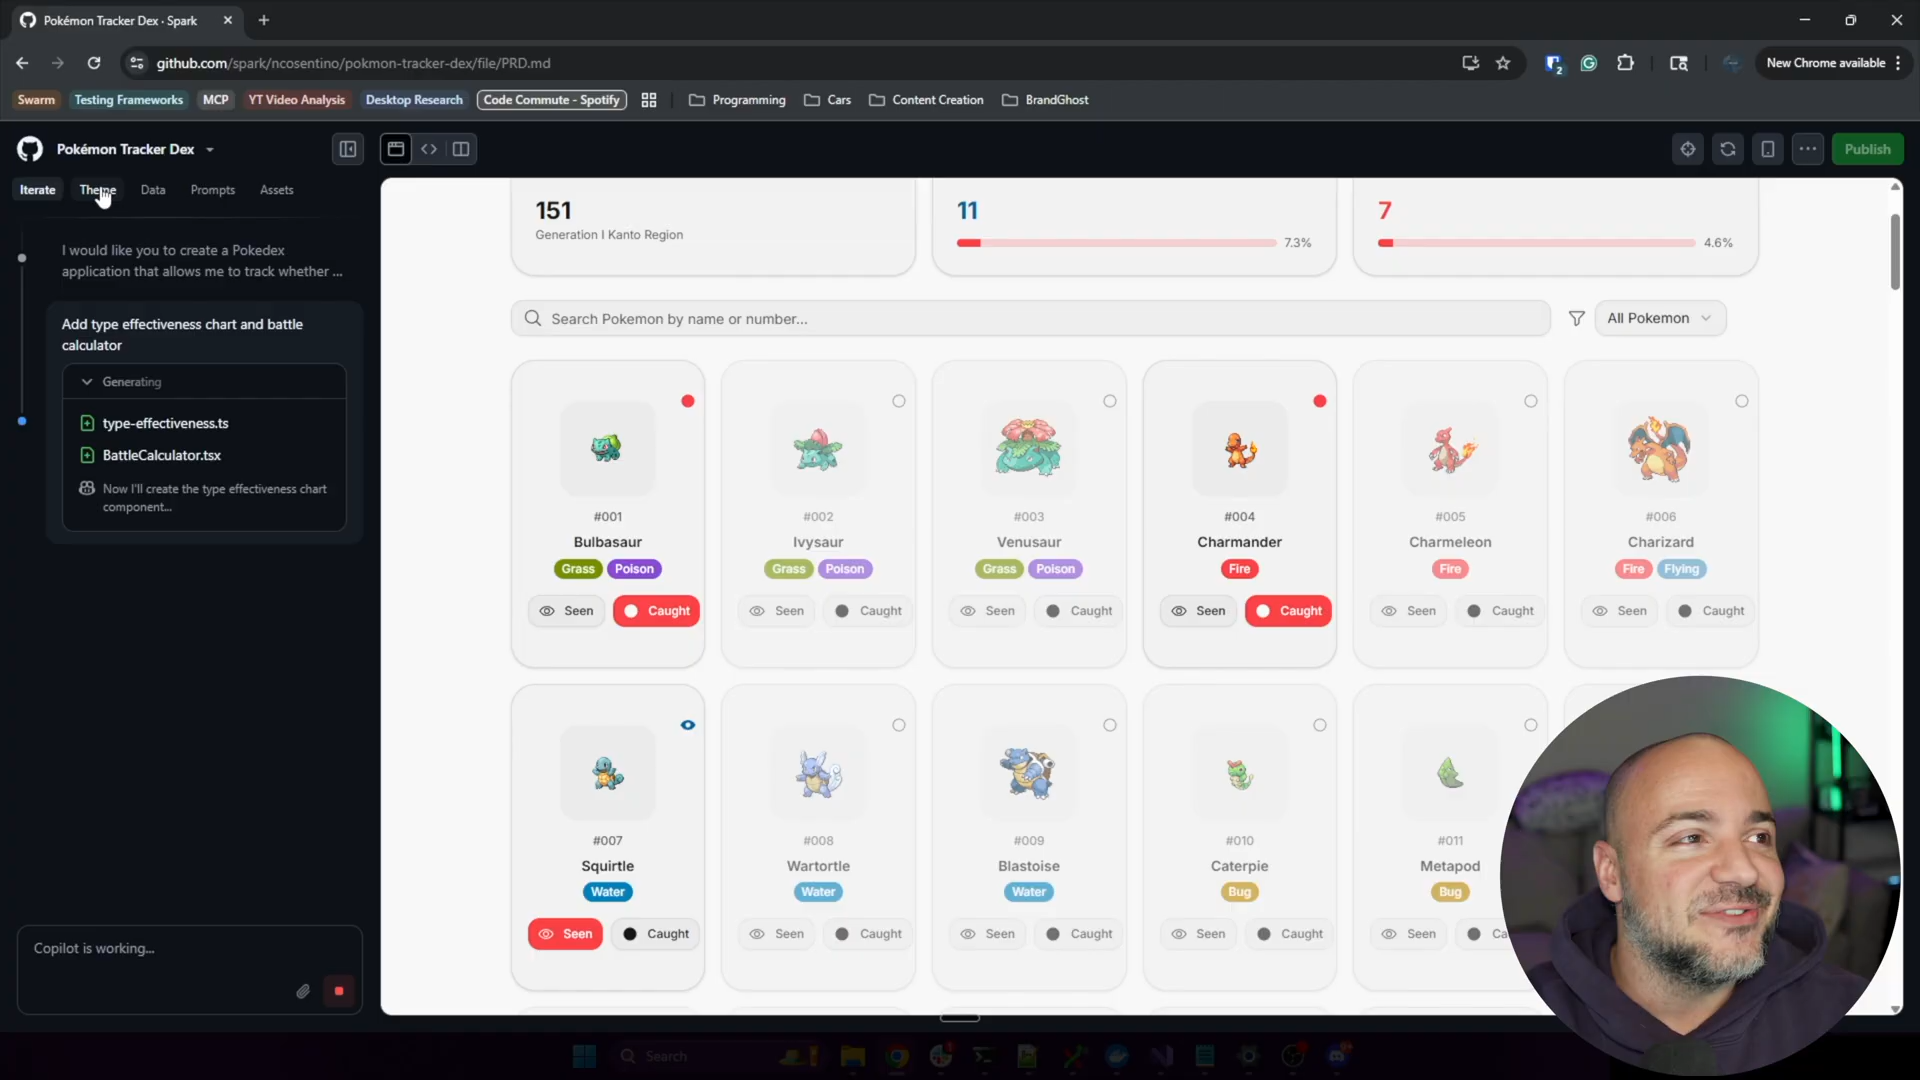 Pokémon Tracker Dex · Spark
github.com/spark/ncosentino/pokmon-tracker-dex/file/PRD.md
2
New Chrome available
Swarm
Testing Frameworks
MCP
YT Video Analysis
Desktop Research
Code Commute - Spotify
Programming
Cars
Content Creation
BrandGhost
Pokémon Tracker Dex
Publish
Iterate
Theme
Data
Prompts
Assets
I would like you to create a Pokedex
application that allows me to track whether ...
Add type effectiveness chart and battle
calculator
Generating
type-effectiveness.ts
BattleCalculator.tsx
Now I'll create the type effectiveness chart
component...
Copilot is working...
151
Generation I Kanto Region
11
7.3%
7
4.6%
Search Pokemon by name or number...
All Pokemon
#001
Bulbasaur
Grass Poison
Seen Caught
#002
Ivysaur
Grass Poison
Seen Caught
#003
Venusaur
Grass Poison
Seen Caught
#004
Charmander
Fire
Seen Caught
#005
Charmeleon
Fire
Seen Caught
#006
Charizard
Fire Flying
Seen Caught
#007
Squirtle
Water
Seen Caught
#008
Wartortle
Water
Seen Caught
#009
Blastoise
Water
Seen Caught
#010
Caterpie
Bug
Seen Caught
#011
Metapod
Bug
Seen Ca
Search